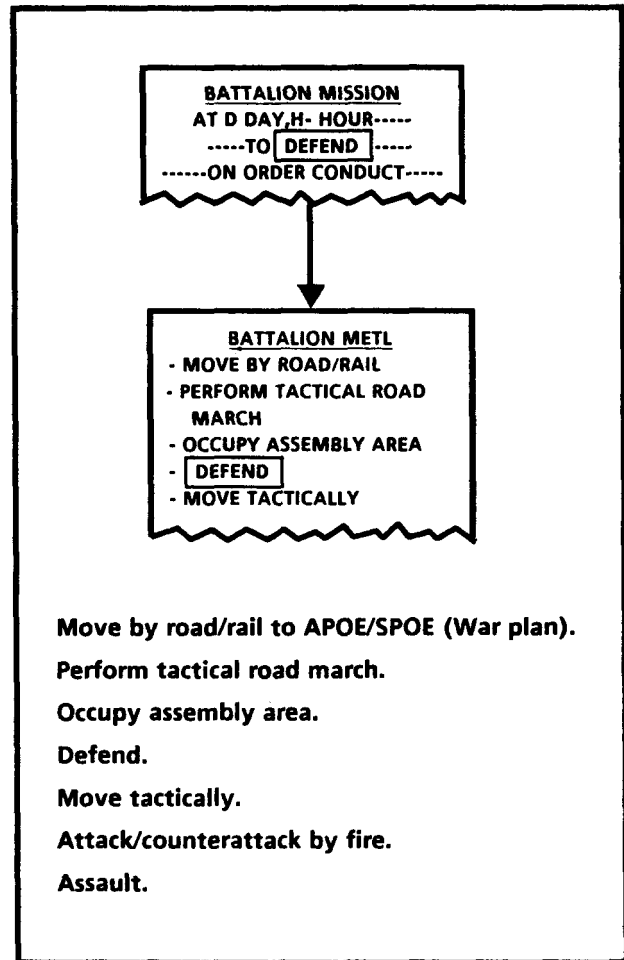 BATTALION MISSION
AT D DAY,H- HOUR-----
-----TO DEFEND -----
------ON ORDER CONDUCT-----
BATTALION METL
- MOVE BY ROAD/RAIL
- PERFORM TACTICAL ROAD
MARCH
- OCCUPY ASSEMBLY AREA
- DEFEND
- MOVE TACTICALLY
Move by road/rail to APOE/SPOE (War plan).
Perform tactical road march.
Occupy assembly area.
Defend.
Move tactically.
Attack/counterattack by fire.
Assault.